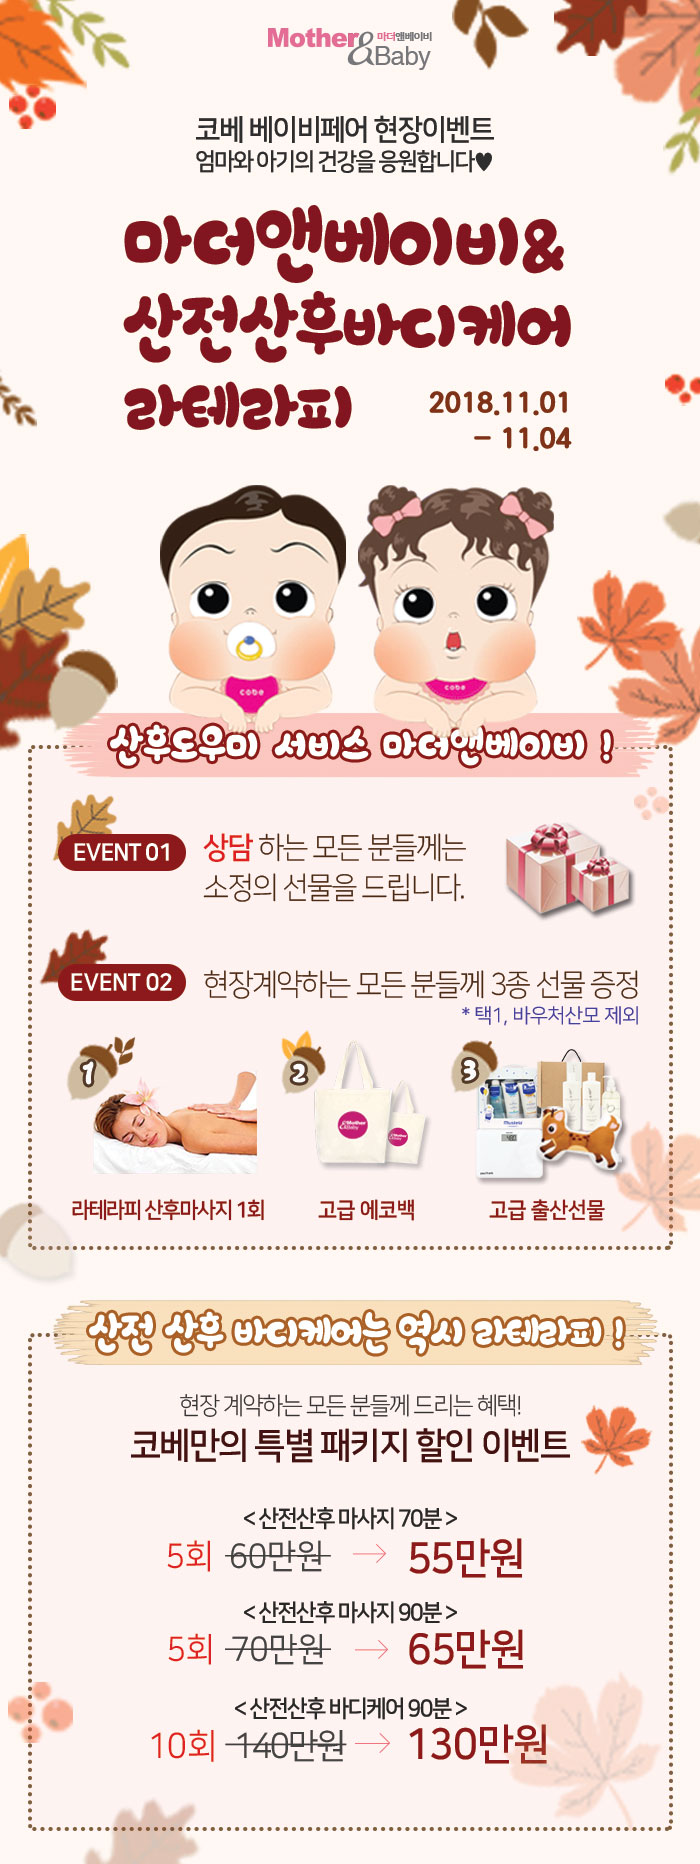 Mother 마더앤베이비
&Baby
코베 베이비페어 현장이벤트
엄마와 아기의 건강을 응원합니다♥
마더앤베이비&
산전산후바디케어
라테라피
2018.11.01
- 11.04
cobe
cobe
산후도우미 서비스 마더앤베이비 !
EVENT 01
상담 하는 모든 분들께는
소정의 선물을 드립니다.
EVENT 02
현장계약하는 모든 분들께 3종 선물 증정
* 택1, 바우처산모 제외
1
2
3
Mother
&Baby
Mother
&Baby
Mustela
라테라피 산후마사지 1회
고급 에코백
고급 출산선물
산전 산후 바디케어는 역시 라테라피 !
현장 계약하는 모든 분들께 드리는 혜택!
코베만의 특별 패키지 할인 이벤트
< 산전산후 마사지 70분 >
5회 60만원 → 55만원
< 산전산후 마사지 90분 >
5회 70만원 → 65만원
< 산전산후 바디케어 90분 >
10회 140만원 → 130만원